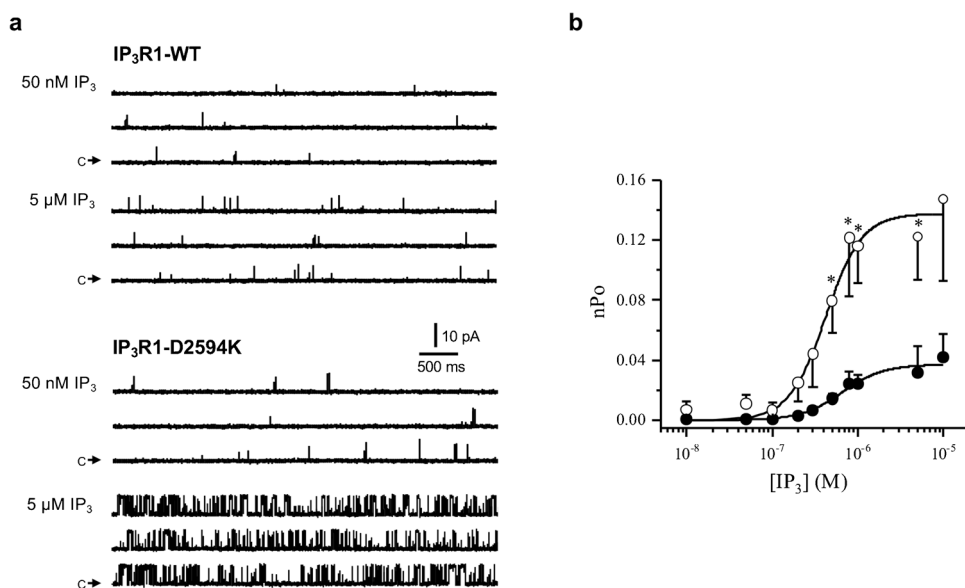 a
IP₃R1-WT
50 nM IP₃
c
5 µM IP₃
c
IP₃R1-D2594K
10 pA
500 ms
50 nM IP₃
c
5 µM IP₃
c
b
0.16
0.12
0.08
0.04
0.00
nPo
* * * *
10⁻⁸ 10⁻⁷ 10⁻⁶ 10⁻⁵
[IP₃] (M)